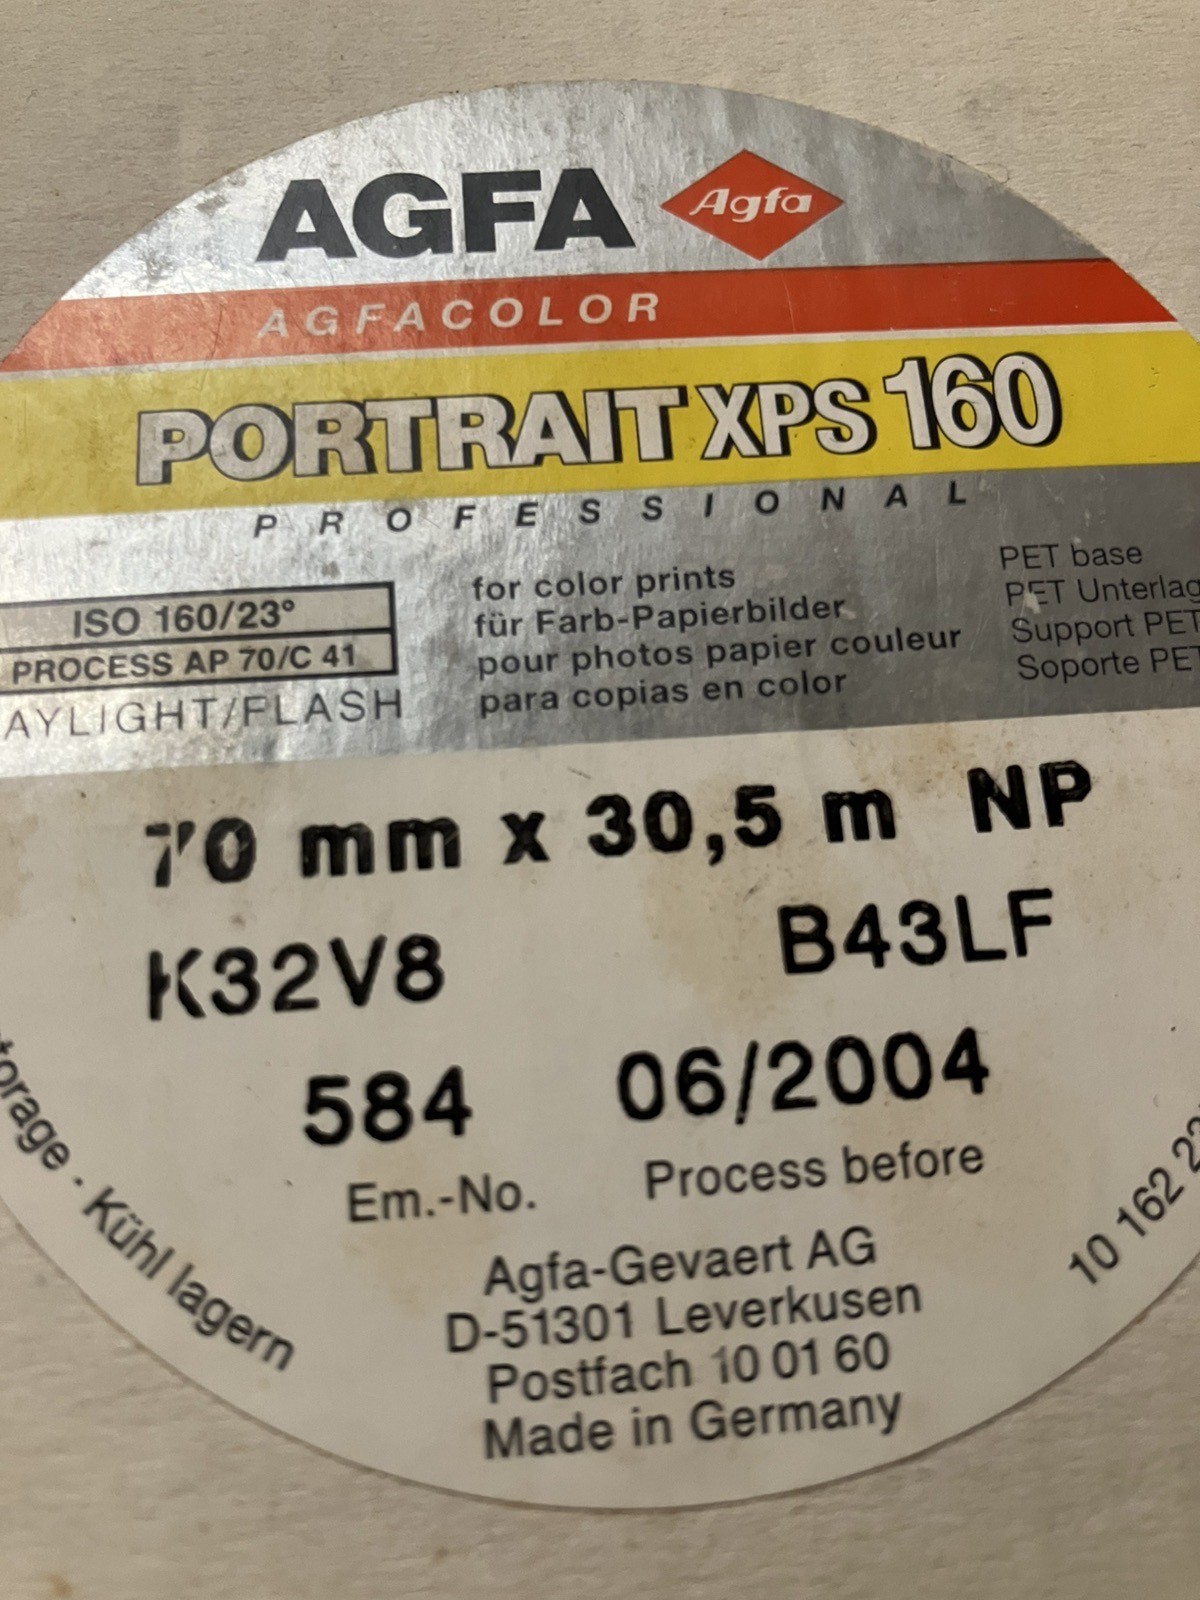 AGFA Agfa
AGFACOLOR
PORTRAIT XPS 160
PROFESSIONAL
ISO 160/23°
PROCESS AP 70/C 41
AYLIGHT/FLASH
for color prints
für Farb-Papierbilder
pour photos papier couleur
para copias en color
PET base
PET Unterlag
Support PET
Soporte PET
70 mm x 30,5 m NP
K32V8 B43LF
584 06/2004
Em.-No. Process before
Agfa-Gevaert AG
D-51301 Leverkusen
Postfach 10 01 60
Made in Germany
torage · Kühl lagern
10 162 22